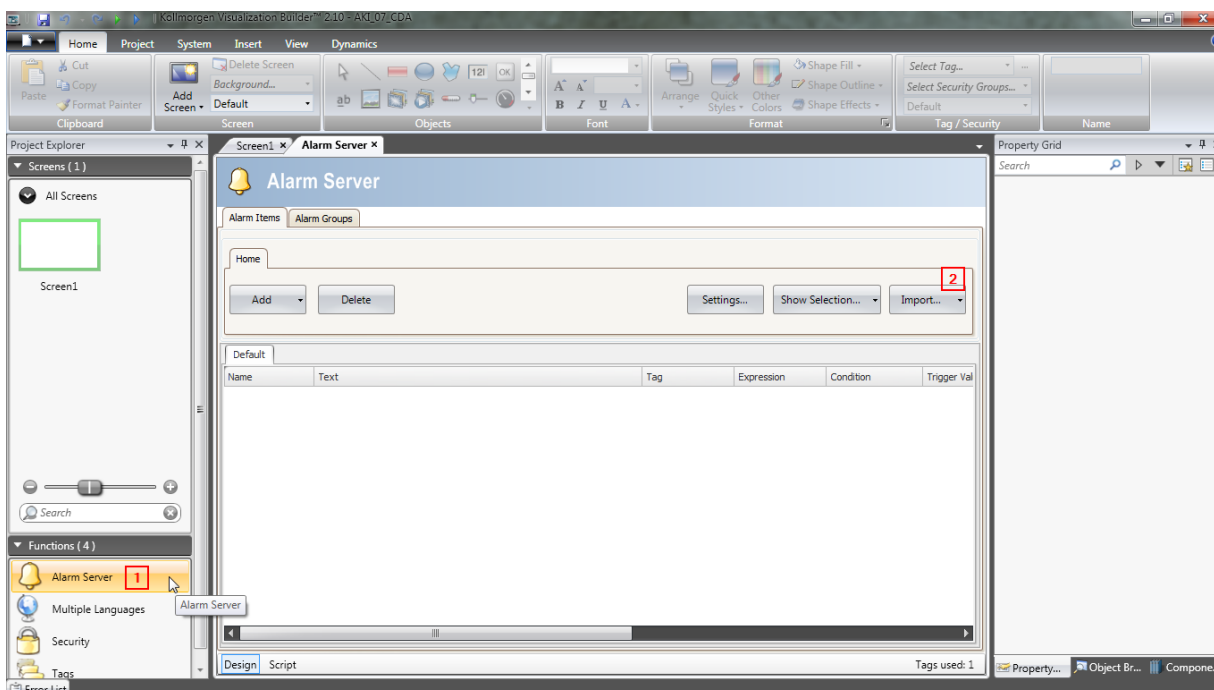 Kollmorgen Visualization Builder™ 2.10 - AKI_07_CDA
Home Project System Insert View Dynamics
Paste
Cut
Copy
Format Painter
Clipboard
Add Screen
Delete Screen
Background...
Default
Screen
ab 123 OK
Objects
A A
B I U A
Font
Arrange
Quick Styles
Other Colors
Shape Fill
Shape Outline
Shape Effects
Format
Select Tag... ...
Select Security Groups...
Default
Tag / Security
Name
Project Explorer
Screens ( 1 )
All Screens
Screen1
Search
Functions ( 4 )
Alarm Server 1
Alarm Server
Multiple Languages
Security
Tags
Error List
Screen1 Alarm Server
Alarm Server
Alarm Items Alarm Groups
Home
2
Add Delete Settings... Show Selection... Import...
Default
Name Text Tag Expression Condition Trigger Val
Design Script Tags used: 1
Property Grid
Search
Property... Object Br... Compone